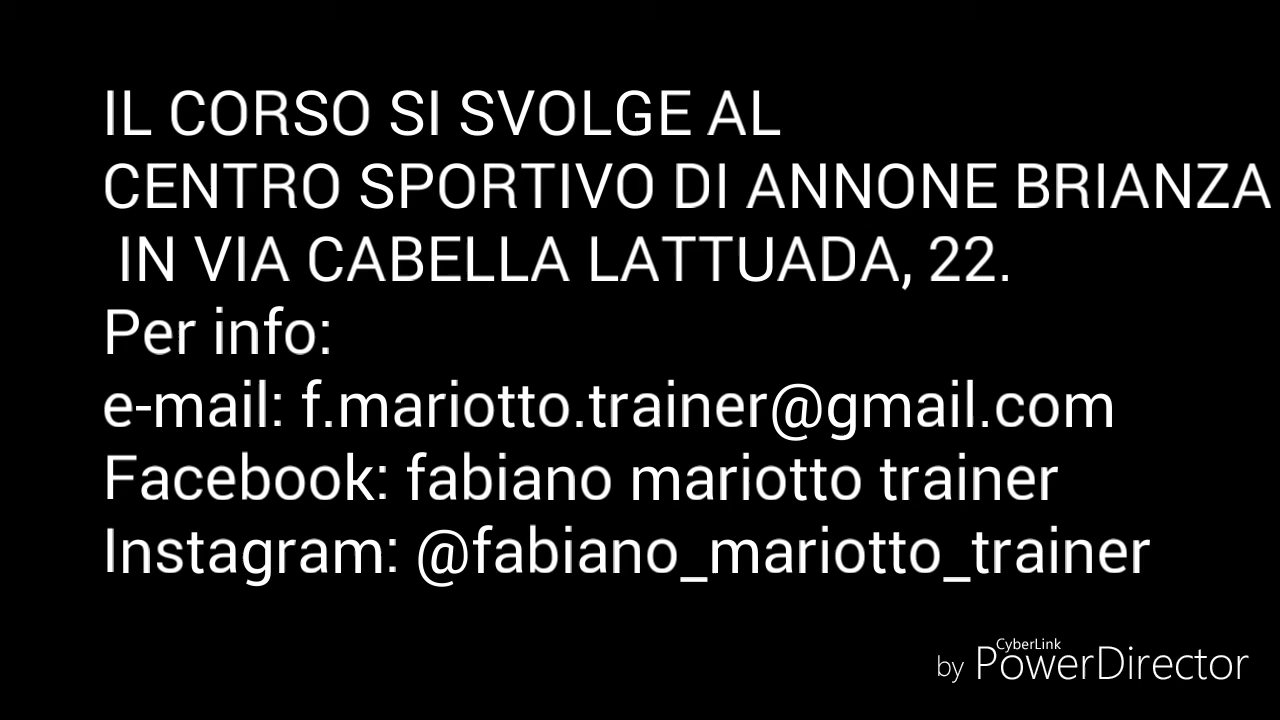 IL CORSO SI SVOLGE AL
CENTRO SPORTIVO DI ANNONE BRIANZA
IN VIA CABELLA LATTUADA, 22.
Per info:
e-mail: f.mariotto.trainer@gmail.com
Facebook: fabiano mariotto trainer
Instagram: @fabiano_mariotto_trainer
CyberLink
by PowerDirector